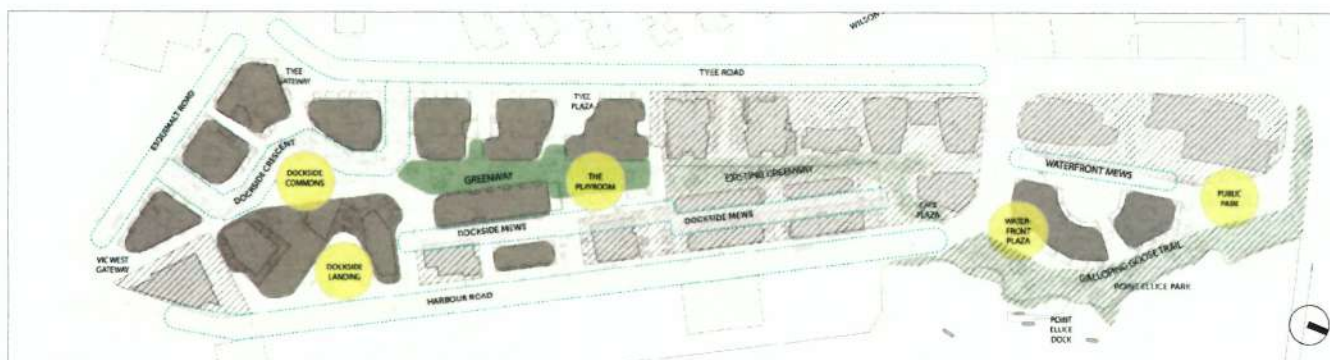 WILSON
TYEE ROAD
TYEE
GATEWAY
ESQUIMALT ROAD
TYEE
PLAZA
DOCKSIDE CRESCENT
DOCKSIDE
COMMONS
GREENWAY
THE
PLAYROOM
EXISTING GREENWAY
WATERFRONT MEWS
PUBLIC
PARK
DOCKSIDE MEWS
DOCKSIDE MEWS
PLAZA
WATER-
FRONT
PLAZA
VIC WEST
GATEWAY
DOCKSIDE
LANDING
HARBOUR ROAD
GALLOPING GOOSE TRAIL
POINT ELLICE PARK
POINT
ELLICE
DOCK